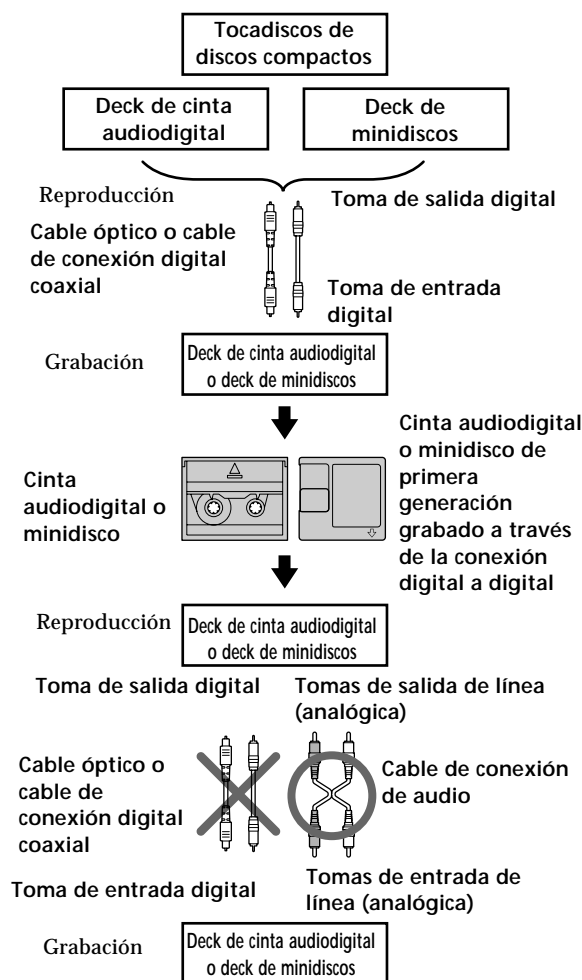 Tocadiscos de
discos compactos
Deck de cinta
audiodigital
Deck de
minidiscos
Reproducción
Toma de salida digital
Cable óptico o cable
de conexión digital
coaxial
Toma de entrada
digital
Grabación
Deck de cinta audiodigital
o deck de minidiscos
Cinta
audiodigital o
minidisco
Cinta audiodigital
o minidisco de
primera
generación
grabado a través
de la conexión
digital a digital
Reproducción
Deck de cinta audiodigital
o deck de minidiscos
Toma de salida digital
Tomas de salida de línea
(analógica)
Cable óptico o
cable de
conexión digital
coaxial
Cable de conexión
de audio
Toma de entrada digital
Tomas de entrada de
línea (analógica)
Grabación
Deck de cinta audiodigital
o deck de minidiscos